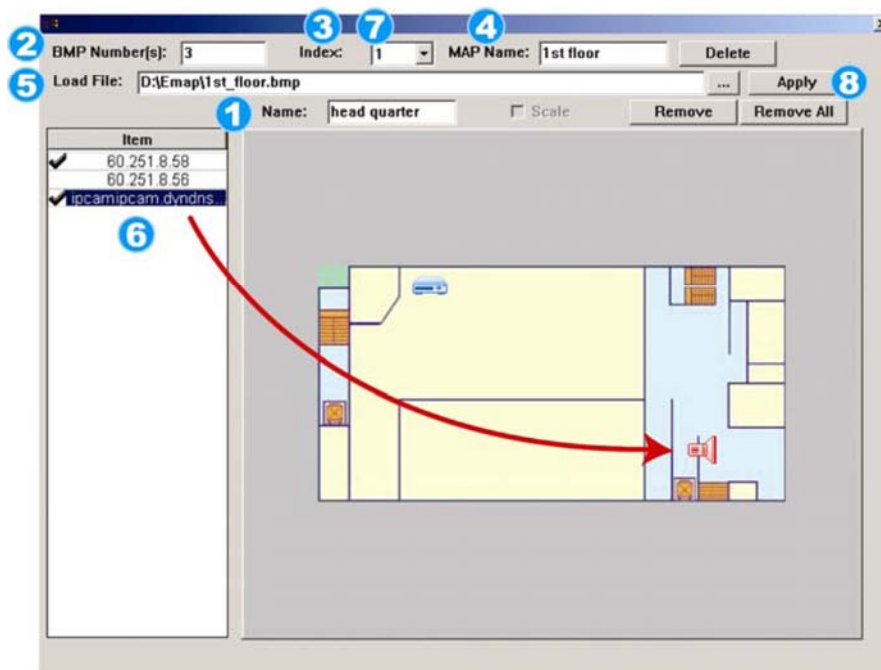 3 7 4
2 BMP Number(s): 3 Index: 1 MAP Name: 1st floor Delete
5 Load File: D:\Emap\1st_floor.bmp ... Apply 8
1 Name: head quarter Scale Remove Remove All
Item
60.251.8.58
60.251.8.56
ipcamipcam.dyndns...
6